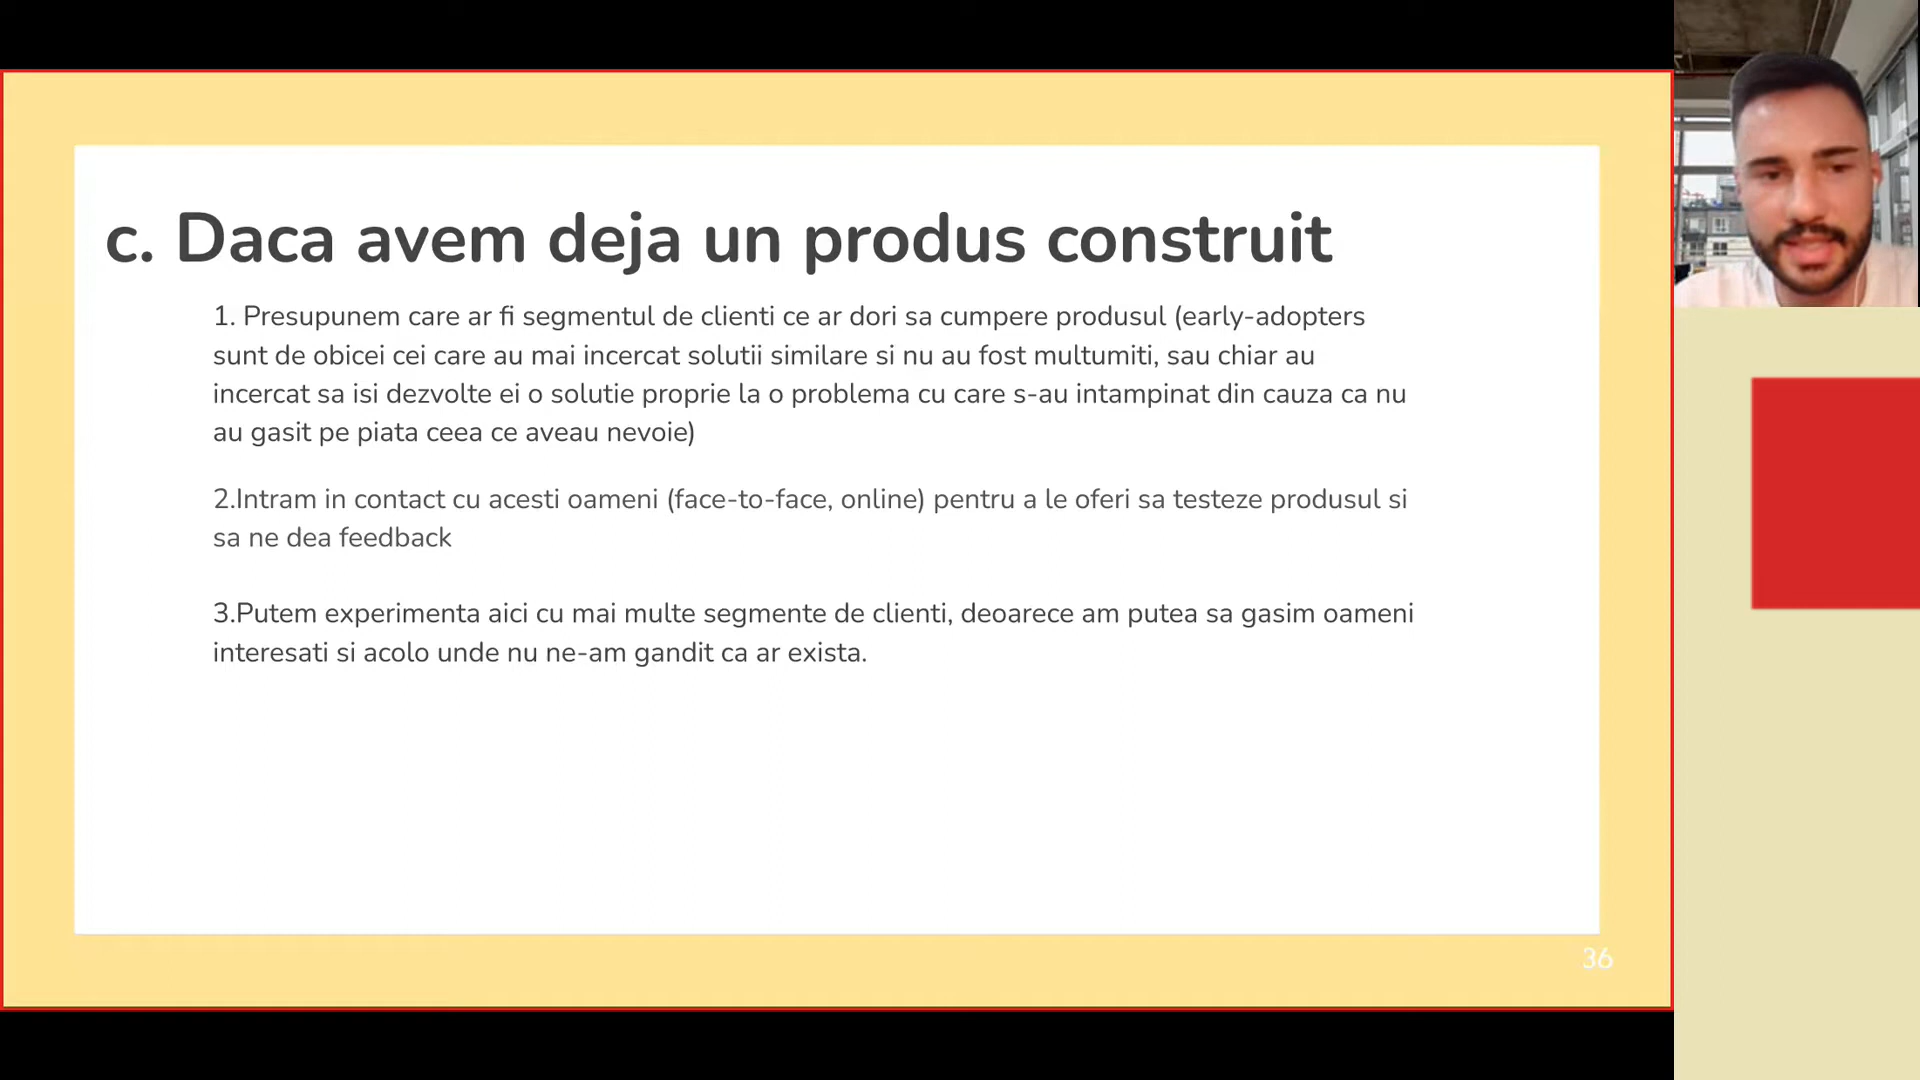 c. Daca avem deja un produs construit
1. Presupunem care ar fi segmentul de clienti ce ar dori sa cumpere produsul (early-adopters
sunt de obicei cei care au mai incercat solutii similare si nu au fost multumiti, sau chiar au
incercat sa isi dezvolte ei o solutie proprie la o problema cu care s-au intampinat din cauza ca nu
au gasit pe piata ceea ce aveau nevoie)
2.Intram in contact cu acesti oameni (face-to-face, online) pentru a le oferi sa testeze produsul si
sa ne dea feedback
3.Putem experimenta aici cu mai multe segmente de clienti, deoarece am putea sa gasim oameni
interesati si acolo unde nu ne-am gandit ca ar exista.
36